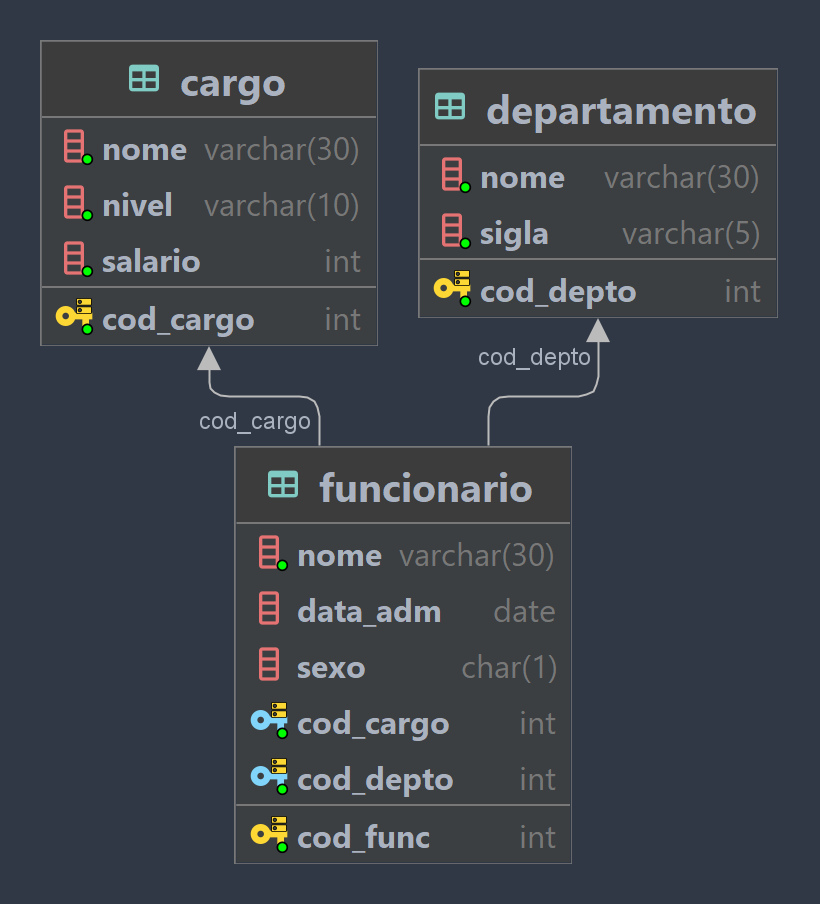 cargo
nome varchar(30)
nivel varchar(10)
salario int
cod_cargo int
departamento
nome varchar(30)
sigla varchar(5)
cod_depto int
cod_cargo
cod_depto
funcionario
nome varchar(30)
data_adm date
sexo char(1)
cod_cargo int
cod_depto int
cod_func int